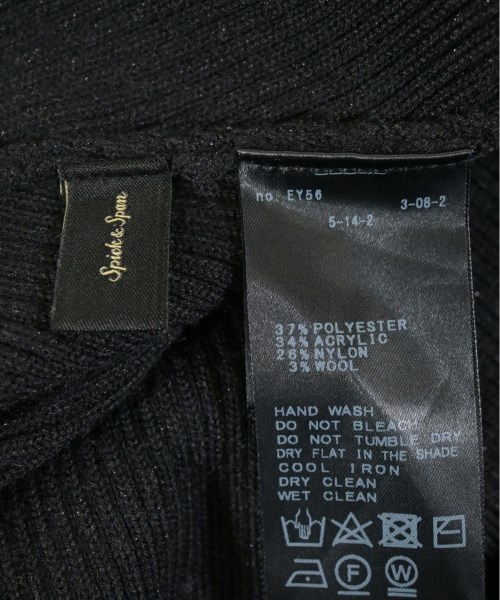 Spick & Span
no. EY56
3-08-2
5-14-2
37% POLYESTER
34% ACRYLIC
26% NYLON
3% WOOL
HAND WASH
DO NOT BLEACH
DO NOT TUMBLE DRY
DRY FLAT IN THE SHADE
COOL IRON
DRY CLEAN
WET CLEAN
F
W